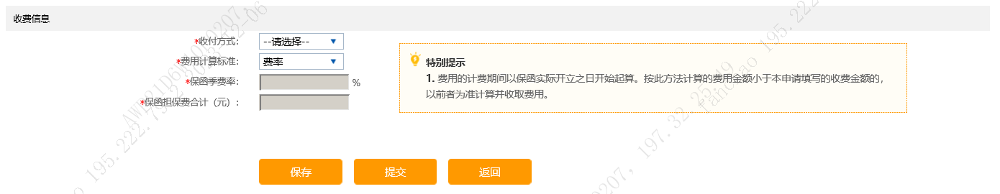 收费信息
*收付方式： --请选择--
*费用计算标准： 费率
*保函季费率： %
*保函担保费合计（元）：
特别提示
1. 费用的计费期间以保函实际开立之日开始起算。按此方法计算的费用金额小于本申请填写的收费金额的，
以前者为准计算并收取费用。
保存 提交 返回